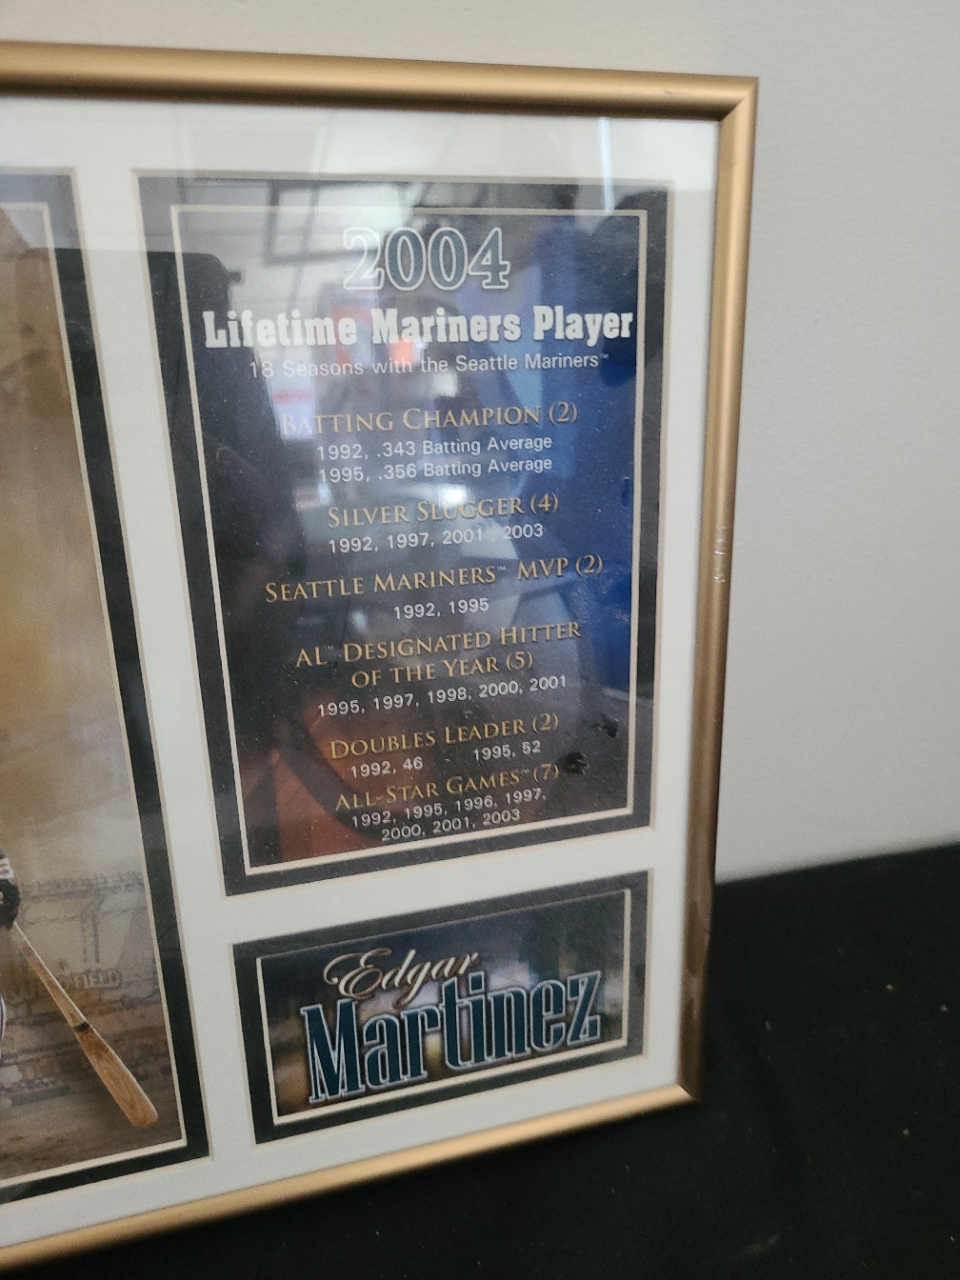 2004
Lifetime Mariners Player
18 Seasons with the Seattle Mariners™
BATTING CHAMPION (2)
1992, .343 Batting Average
1995, .356 Batting Average
SILVER SLUGGER (4)
1992, 1997, 2001, 2003
SEATTLE MARINERS™ MVP (2)
1992, 1995
AL™ DESIGNATED HITTER
OF THE YEAR (5)
1995, 1997, 1998, 2000, 2001
DOUBLES LEADER (2)
1992, 46 1995, 52
ALL-STAR GAMES™ (7)
1992, 1995, 1996, 1997,
2000, 2001, 2003
Edgar
Martinez